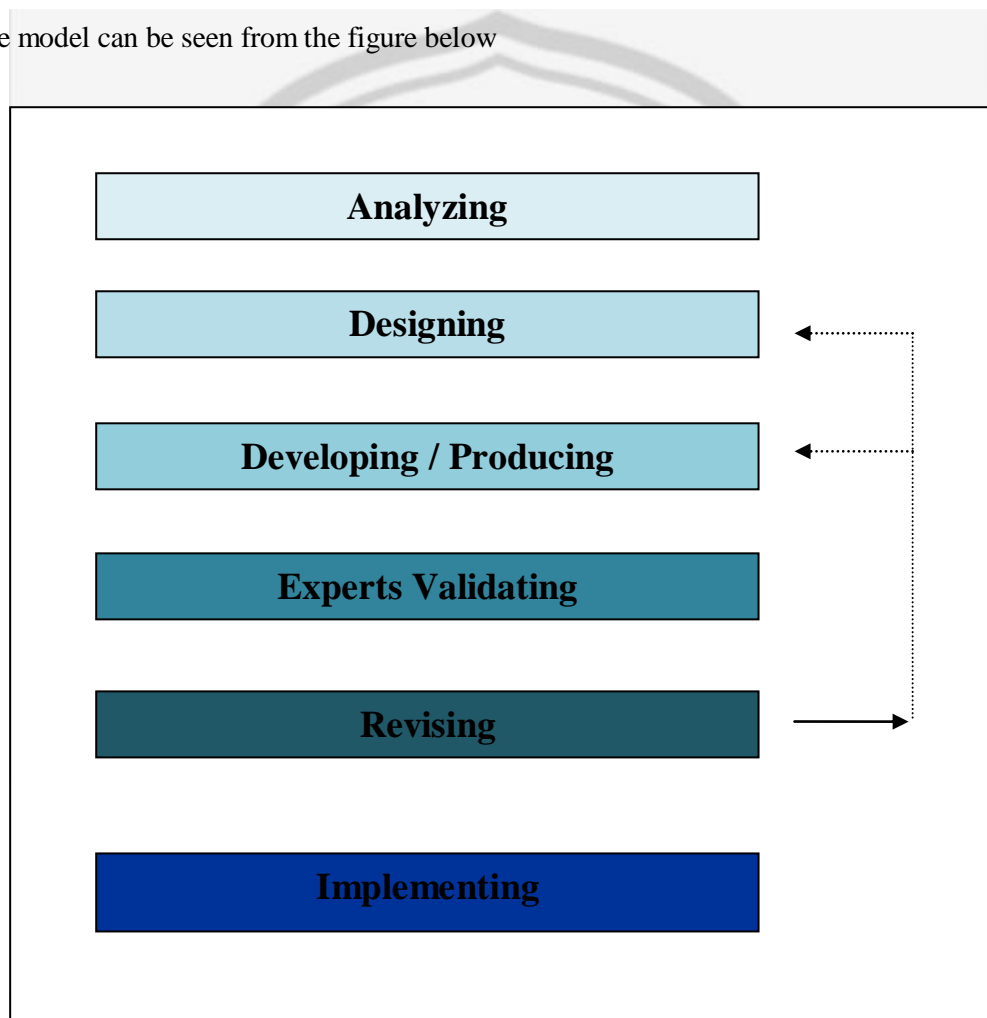 e model can be seen from the figure below
Analyzing
Designing
Developing / Producing
Experts Validating
Revising
Implementing